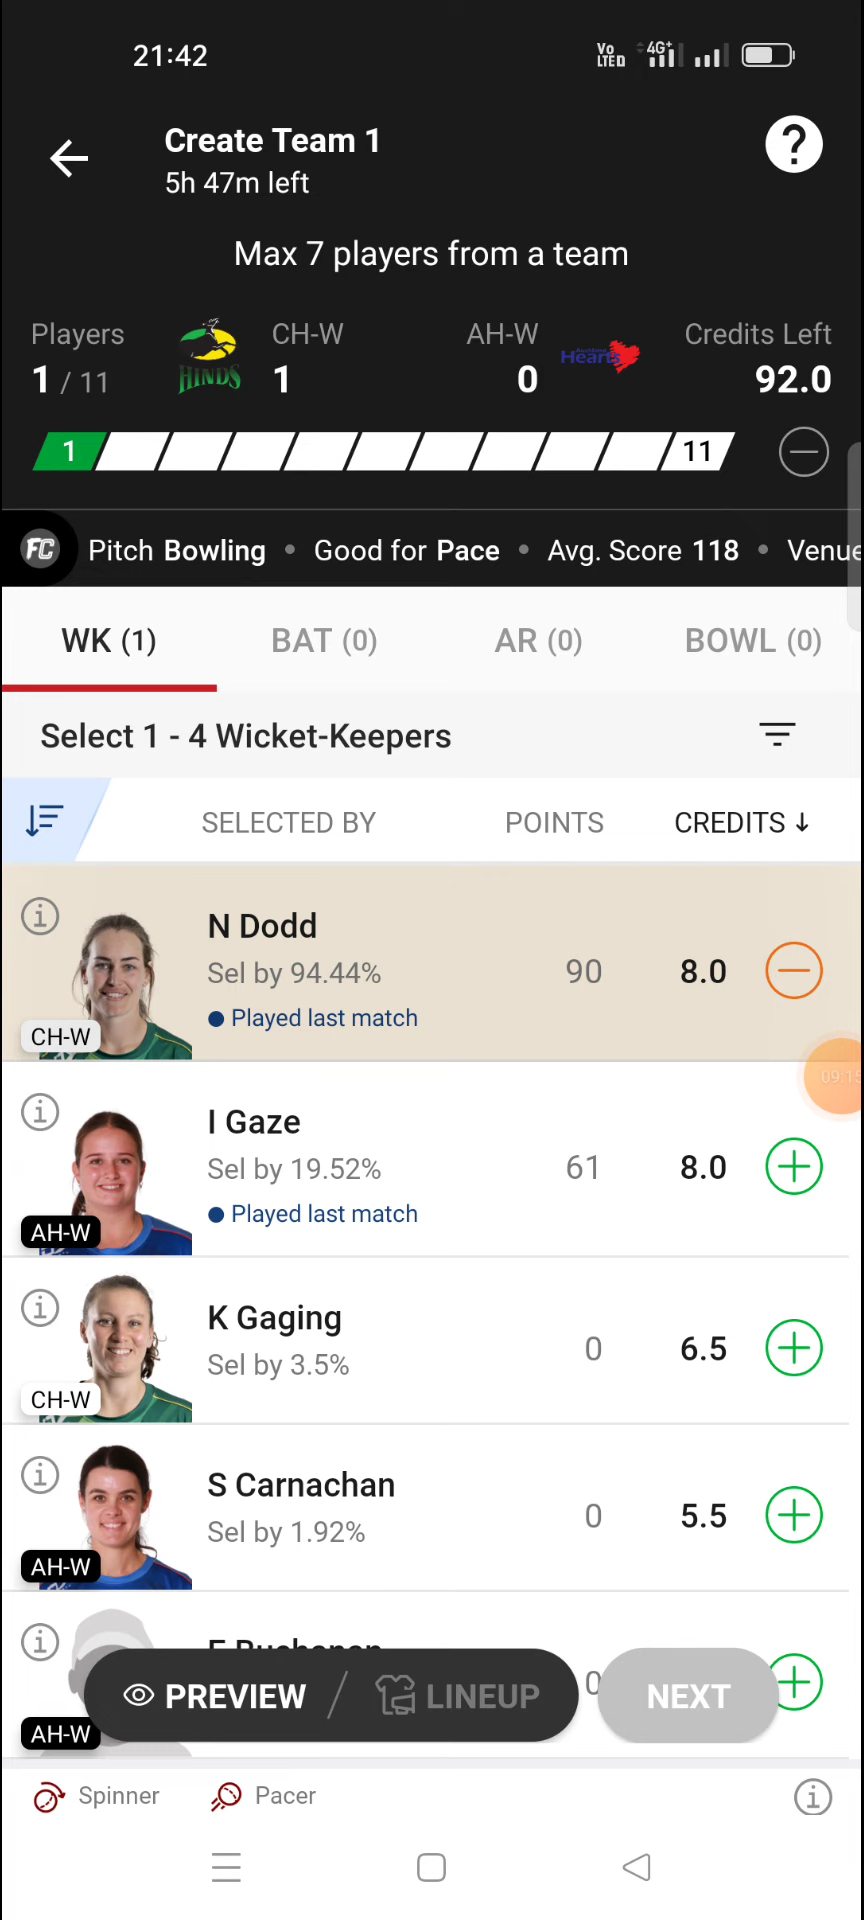 21:42
Vo LTE D 4G+
Create Team 1
5h 47m left
?
Max 7 players from a team
Players CH-W AH-W Credits Left
1 / 11 HINDS 1 0 Hearts 92.0
1 11
FC Pitch Bowling • Good for Pace • Avg. Score 118 • Venue
WK (1) BAT (0) AR (0) BOWL (0)
Select 1 - 4 Wicket-Keepers
SELECTED BY POINTS CREDITS ↓
N Dodd
Sel by 94.44% 90 8.0
Played last match
CH-W
I Gaze
Sel by 19.52% 61 8.0
Played last match
AH-W
K Gaging
Sel by 3.5% 0 6.5
CH-W
S Carnachan
Sel by 1.92% 0 5.5
AH-W
PREVIEW / LINEUP 0 NEXT
AH-W
Spinner Pacer